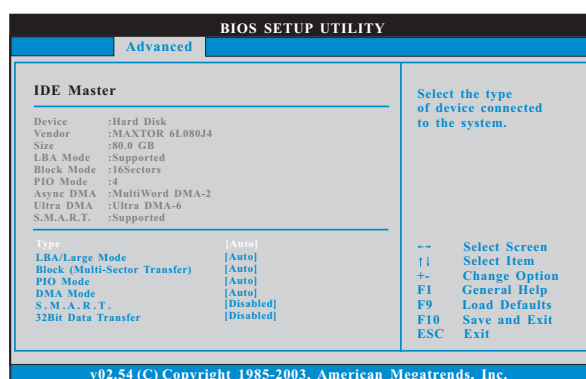 BIOS SETUP UTILITY
Advanced
IDE Master
Device :Hard Disk
Vendor :MAXTOR 6L080J4
Size :80.0 GB
LBA Mode :Supported
Block Mode :16Sectors
PIO Mode :4
Async DMA :MultiWord DMA-2
Ultra DMA :Ultra DMA-6
S.M.A.R.T. :Supported
Type [Auto]
LBA/Large Mode [Auto]
Block (Multi-Sector Transfer) [Auto]
PIO Mode [Auto]
DMA Mode [Auto]
S.M.A.R.T. [Disabled]
32Bit Data Transfer [Disabled]
Select the type
of device connected
to the system.
←→ Select Screen
↑↓ Select Item
+- Change Option
F1 General Help
F9 Load Defaults
F10 Save and Exit
ESC Exit
v02.54 (C) Copyright 1985-2003, American Megatrends, Inc.